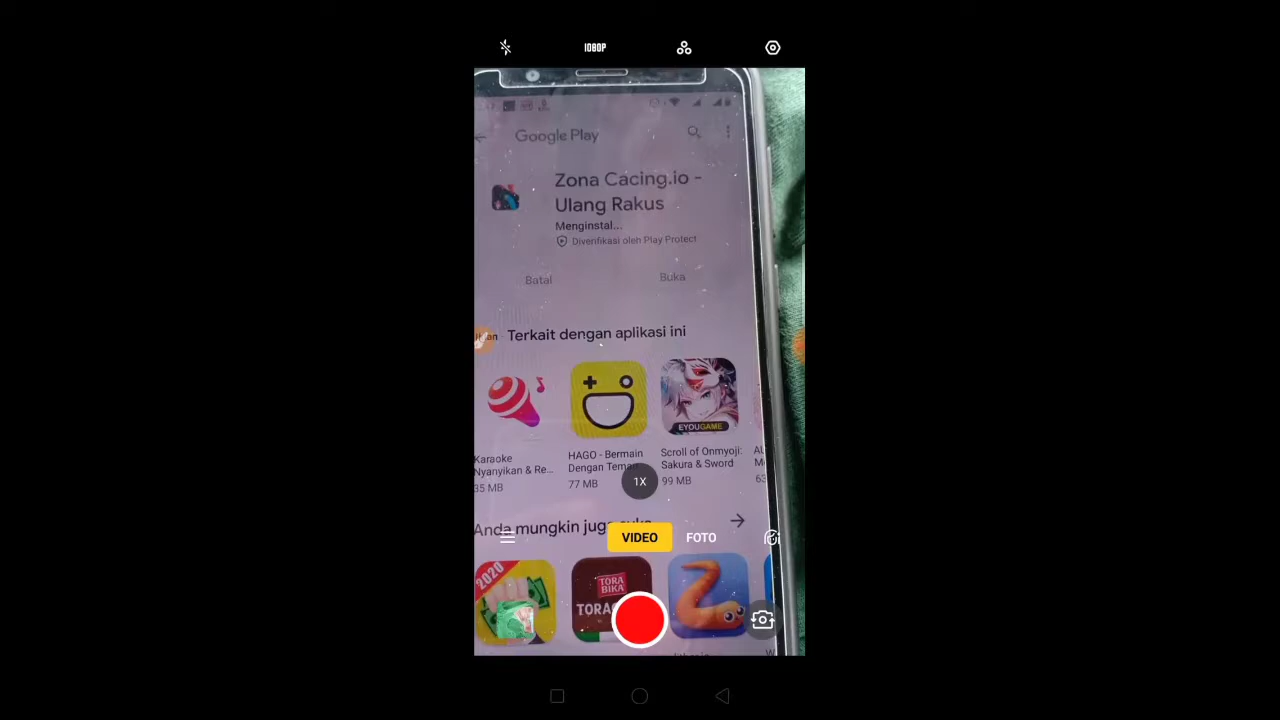 1080P
Google Play
Zona Cacing.io -
Ulang Rakus
Menginstal...
Diverifikasi oleh Play Protect
Batal
Buka
Terkait dengan aplikasi ini
Karaoke
Nyanyikan & Re...
35 MB
HAGO - Bermain
Dengan Teman
77 MB
EYOUGAME
Scroll of Onmyoji:
Sakura & Sword
99 MB
1X
Anda mungkin juga suka
VIDEO
FOTO
2020
TORA
BIKA